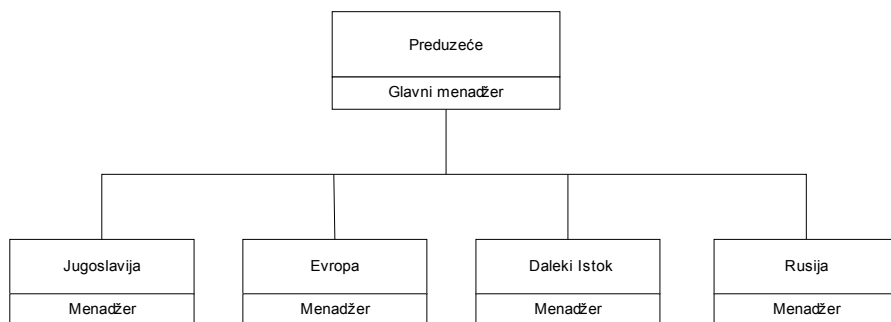 Preduzeće
Glavni menadžer
Jugoslavija
Menadžer
Evropa
Menadžer
Daleki Istok
Menadžer
Rusija
Menadžer